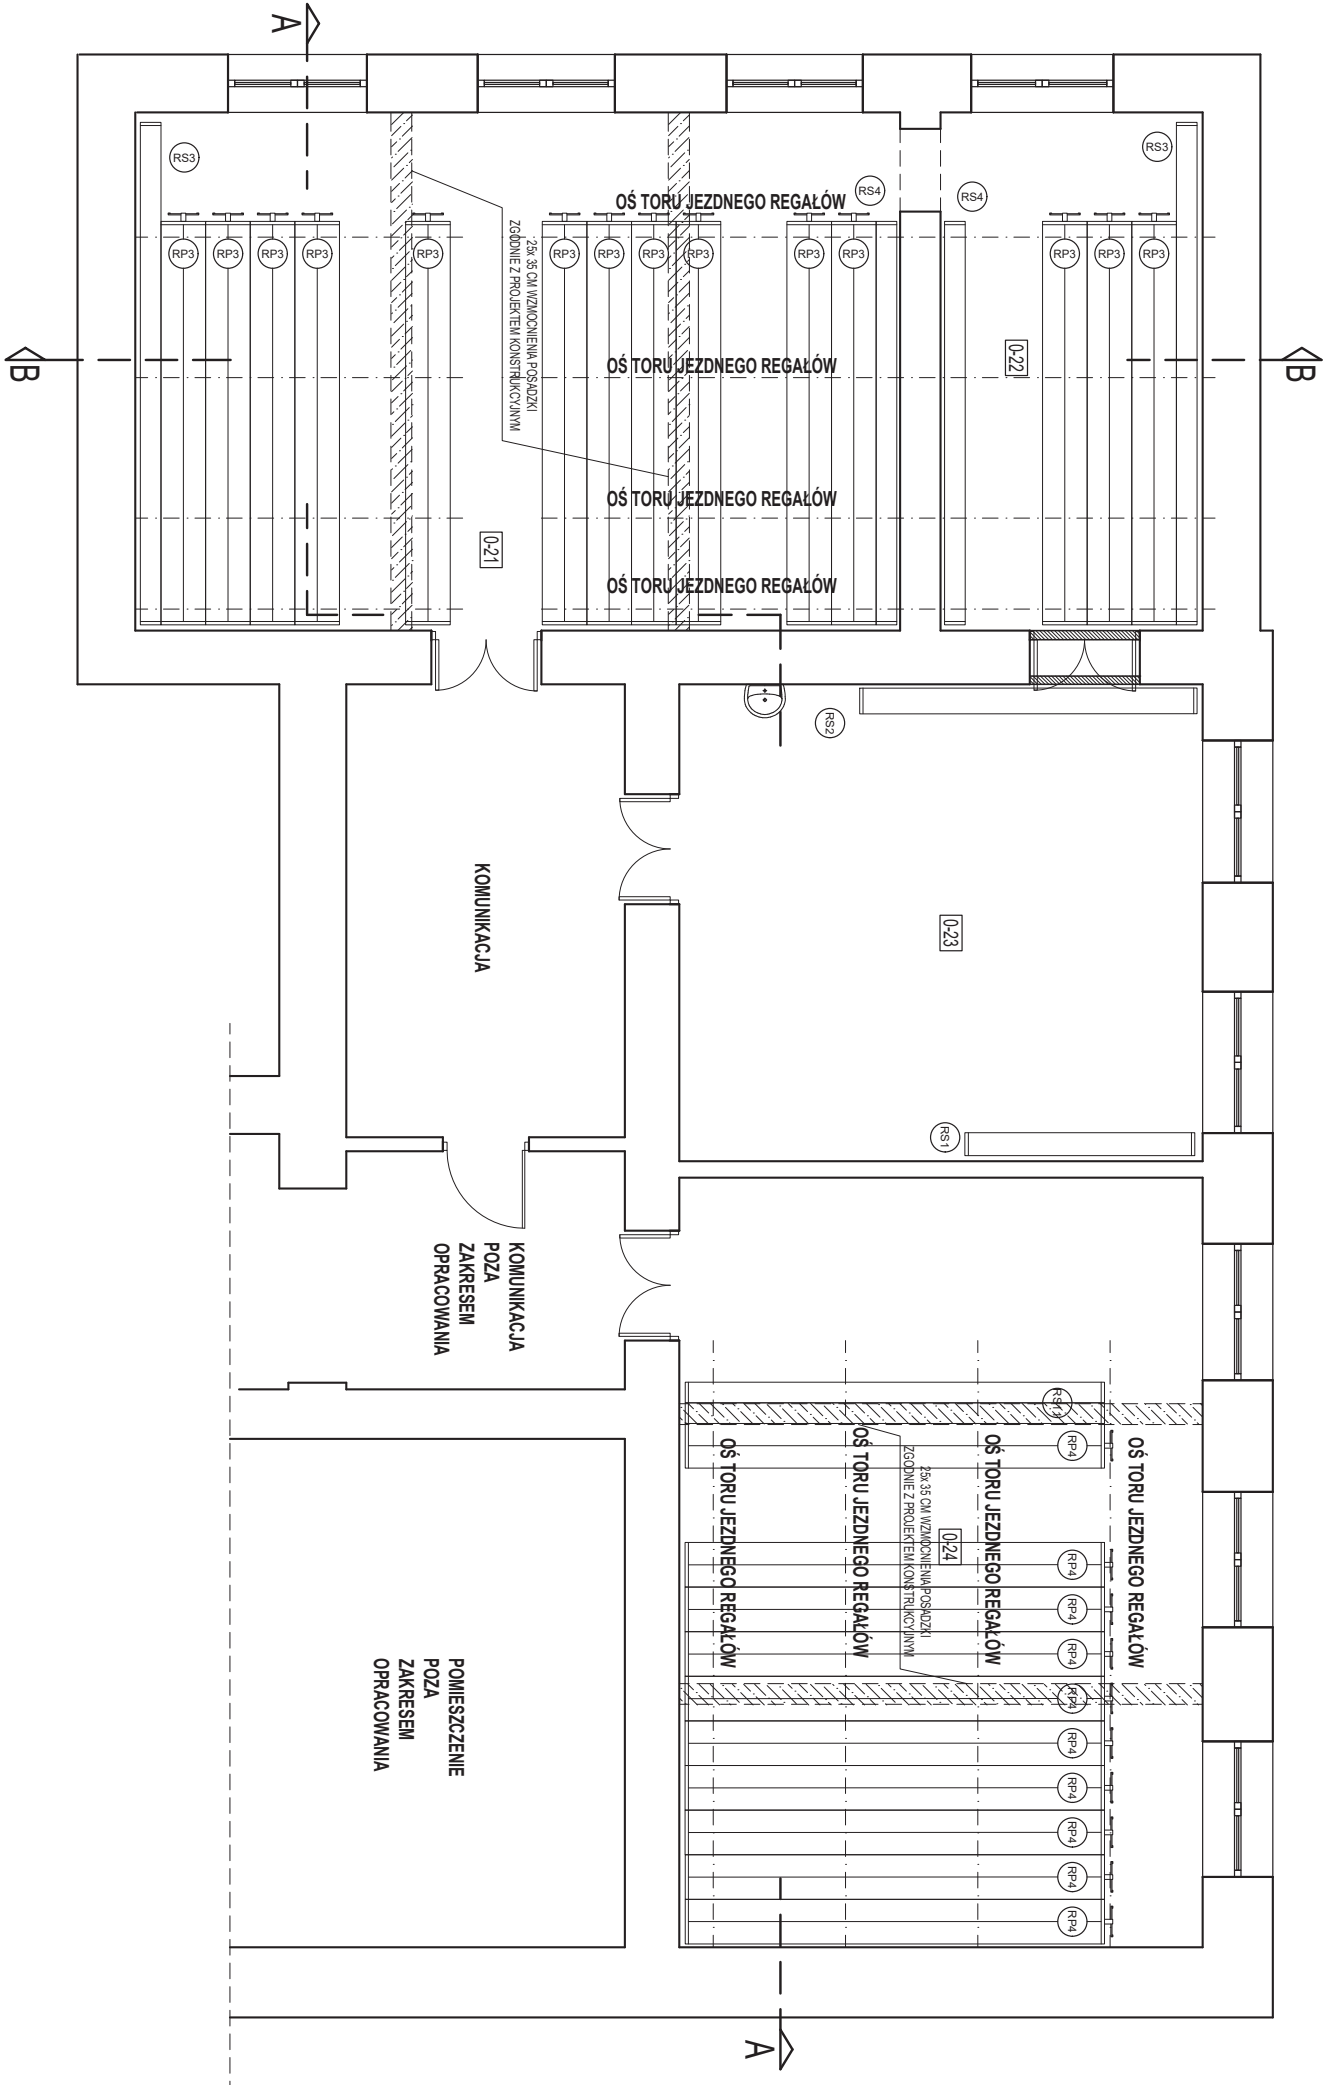 A
RS3
RS3
RS4
RS4
OŚ TORU JEZDNEGO REGAŁÓW
RP3
RP3
RP3
RP3
RP3
RP3
RP3
RP3
RP3
RP3
RP3
RP3
RP3
RP3
25x 35 CM WZMOCNIENIA POSADZKI
ZGODNIE Z PROJEKTEM KONSTRUKCYJNYM
B
B
0-22
OŚ TORU JEZDNEGO REGAŁÓW
OŚ TORU JEZDNEGO REGAŁÓW
0-21
OŚ TORU JEZDNEGO REGAŁÓW
RS2
KOMUNIKACJA
0-23
RS1
KOMUNIKACJA
POZA
ZAKRESEM
OPRACOWANIA
RS11
RP4
OŚ TORU JEZDNEGO REGAŁÓW
OŚ TORU JEZDNEGO REGAŁÓW
OŚ TORU JEZDNEGO REGAŁÓW
OŚ TORU JEZDNEGO REGAŁÓW
25x 35 CM WZMOCNIENIA POSADZKI
ZGODNIE Z PROJEKTEM KONSTRUKCYJNYM
0-24
RP4
RP4
RP4
RP4
RP4
RP4
RP4
RP4
RP4
POMIESZCZENIE
POZA
ZAKRESEM
OPRACOWANIA
A